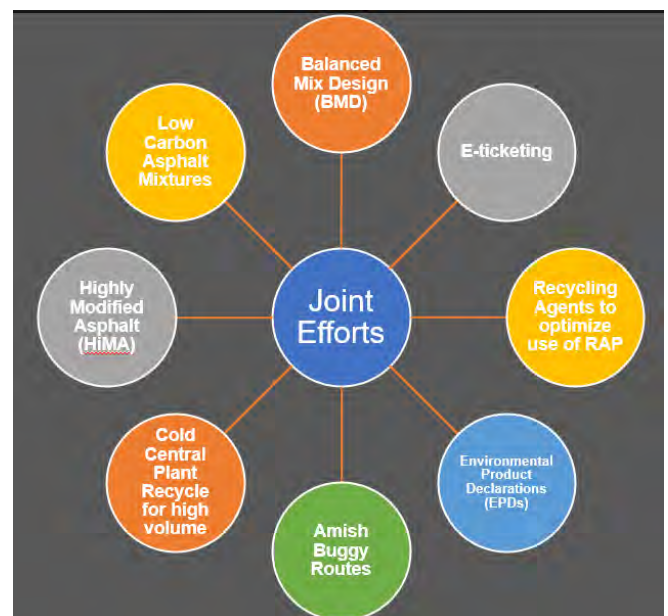 Balanced
Mix Design
(BMD)
Low
Carbon
Asphalt
Mixtures
E-ticketing
Highly
Modified
Asphalt
(HiMA)
Joint
Efforts
Recycling
Agents to
optimize
use of RAP
Cold
Central
Plant
Recycle
for high
volume
Environmental
Product
Declarations
(EPDs)
Amish
Buggy
Routes